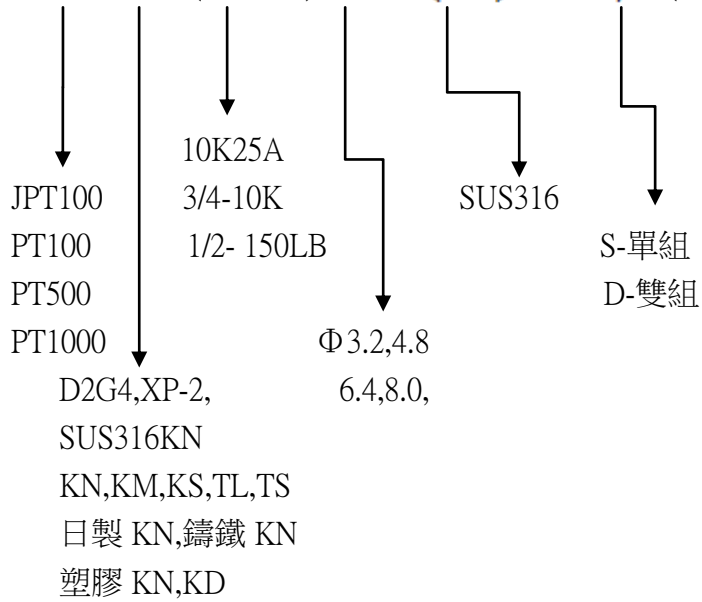 10K25A
JPT100 3/4-10K SUS316
PT100 1/2- 150LB S-單組
PT500 D-雙組
PT1000 Φ3.2,4.8
D2G4,XP-2, 6.4,8.0,
SUS316KN
KN,KM,KS,TL,TS
日製 KN,鑄鐵 KN
塑膠 KN,KD